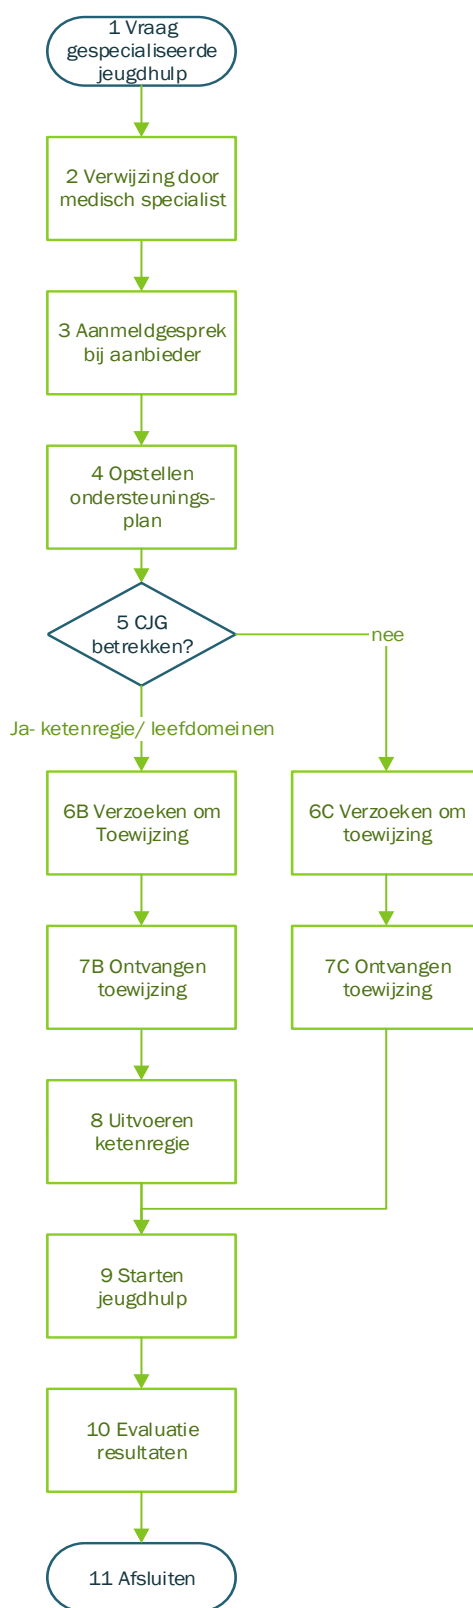 1 Vraag
gespecialiseerde
jeugdhulp
2 Verwijzing door
medisch specialist
3 Aanmeldgesprek
bij aanbieder
4 Opstellen
ondersteunings-
plan
5 CJG
betrekken?
nee
Ja- ketenregie/ leefdomeinen
6B Verzoeken om
Toewijzing
6C Verzoeken om
toewijzing
7B Ontvangen
toewijzing
7C Ontvangen
toewijzing
8 Uitvoeren
ketenregie
9 Starten
jeugdhulp
10 Evaluatie
resultaten
11 Afsluiten